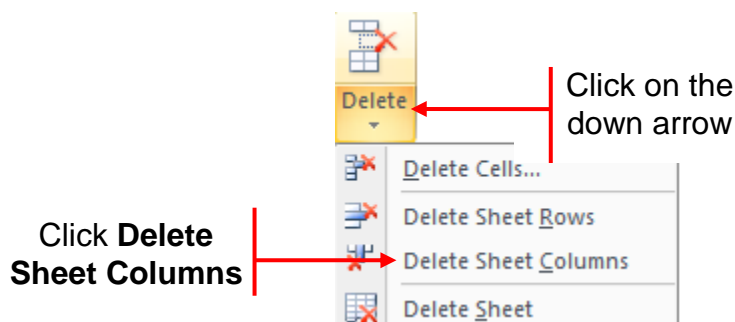 Delete
Click on the
down arrow
Delete Cells...
Delete Sheet Rows
Click Delete
Sheet Columns
Delete Sheet Columns
Delete Sheet